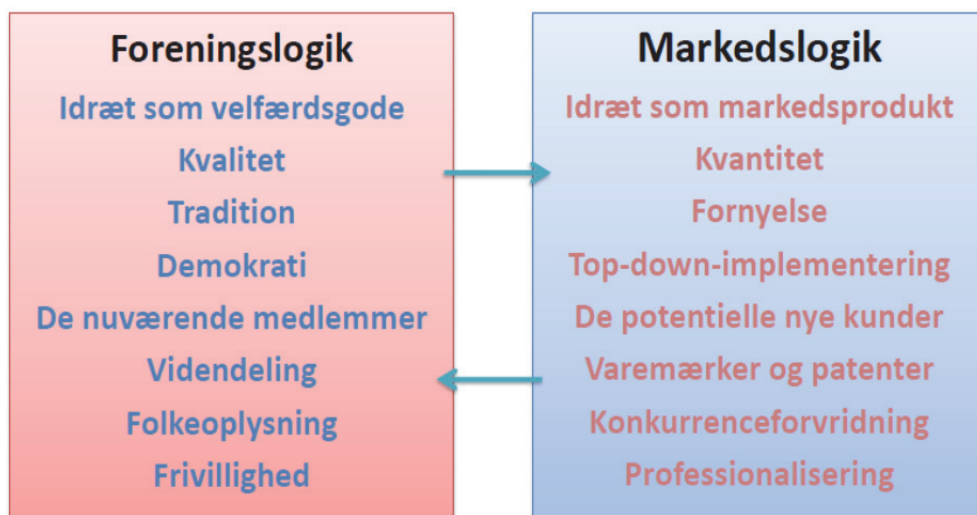 Foreningslogik
Idræt som velfærdsgode
Kvalitet
Tradition
Demokrati
De nuværende medlemmer
Videndeling
Folkeoplysning
Frivillighed
Markedslogik
Idræt som markedsprodukt
Kvantitet
Fornyelse
Top-down-implementering
De potentielle nye kunder
Varemærker og patenter
Konkurrenceforvridning
Professionalisering